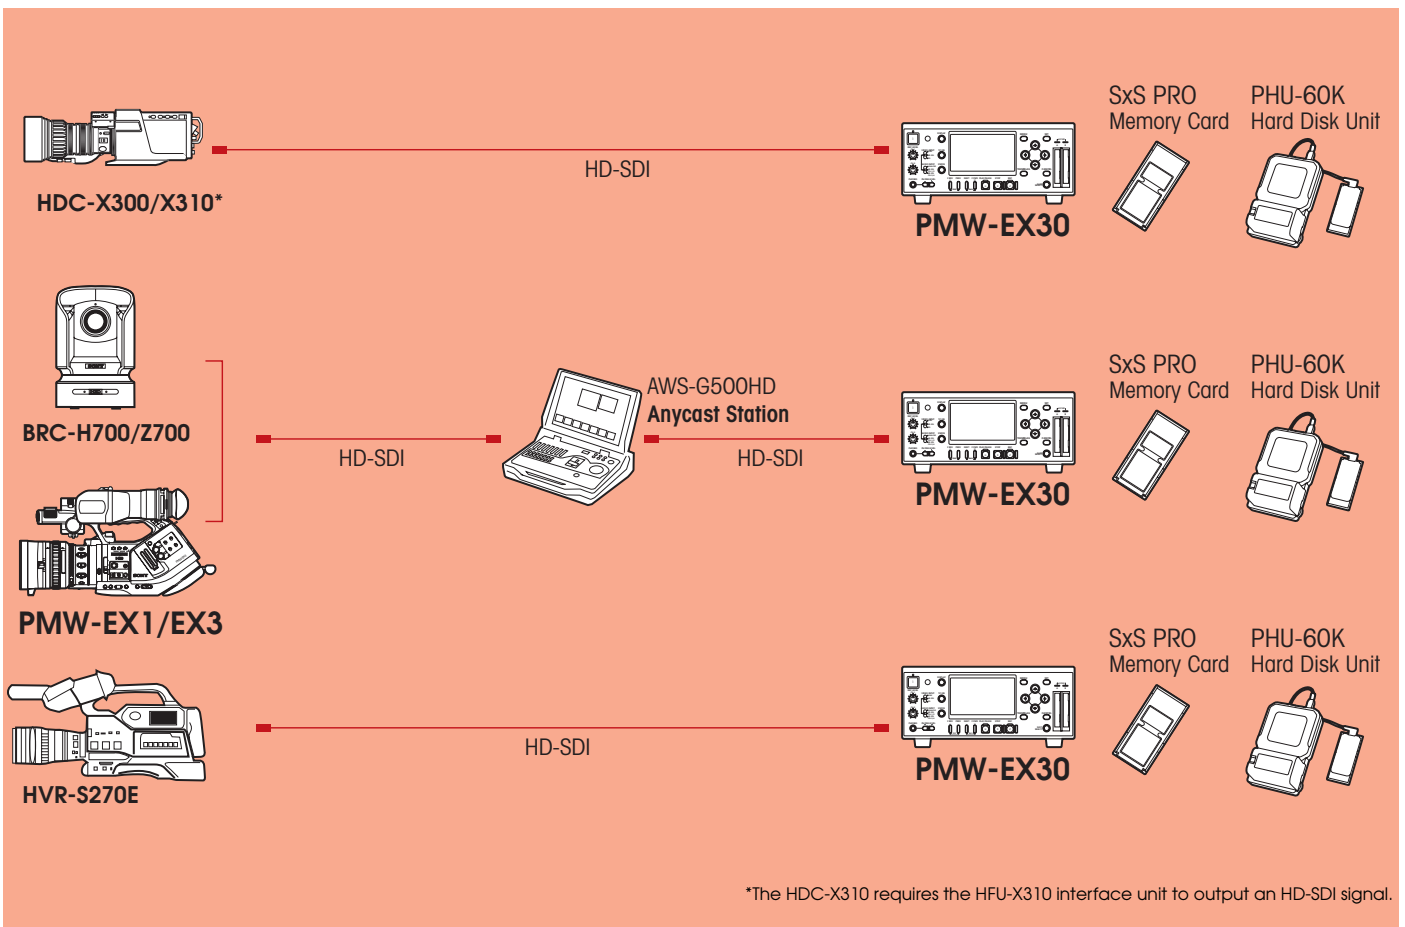 SxS PRO
Memory Card
PHU-60K
Hard Disk Unit
HD-SDI
HDC-X300/X310*
PMW-EX30
BRC-H700/Z700
HD-SDI
AWS-G500HD
Anycast Station
HD-SDI
SxS PRO
Memory Card
PHU-60K
Hard Disk Unit
PMW-EX30
SONY
PMW-EX1/EX3
SxS PRO
Memory Card
PHU-60K
Hard Disk Unit
HD-SDI
PMW-EX30
HVR-S270E
*The HDC-X310 requires the HFU-X310 interface unit to output an HD-SDI signal.